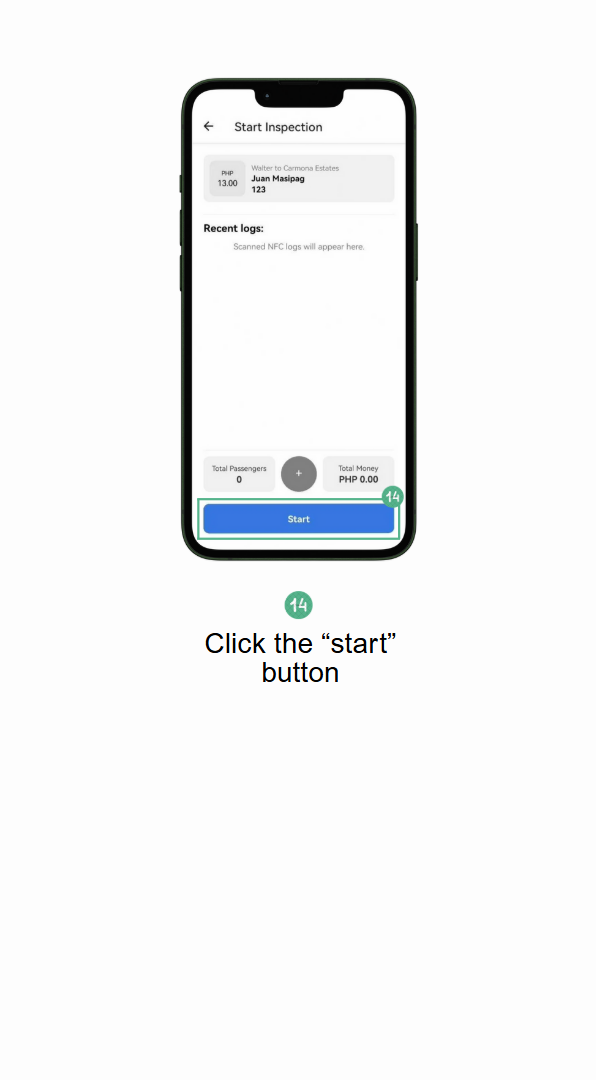 Start Inspection
Walter to Carmona Estates
PHP
Juan Masipag
13.00
123
Recent logs:
Scanned NFC logs will appear here.
Total Passengers
0
+
Total Money
PHP 0.00
14
Start
14
Click the “start”
button